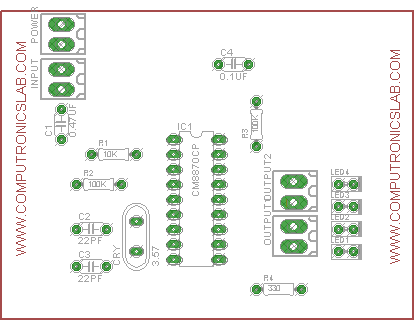 POWER
INPUT
WWW.COMPUTRONICSLAB.COM
C4
0.1UF
C1
0.47UF
IC1
CM8870CP
R3
100K
R1
10K
R2
100K
OUTPUT2
OUTPUT1
LED4
LED3
LED2
LED1
WWW.COMPUTRONICSLAB.COM
C2
22PF
C3
22PF
CRY
3.57
R4
330